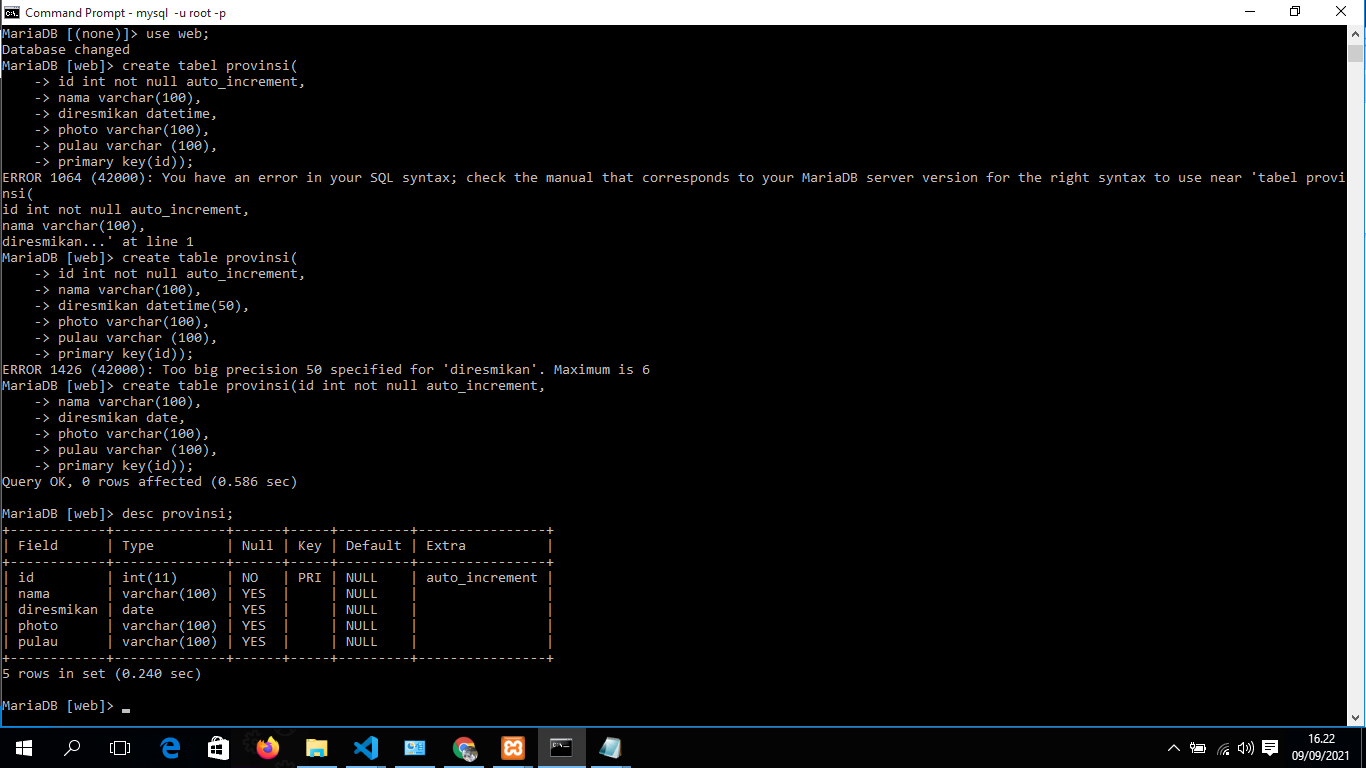 Command Prompt - mysql  -u root -p
MariaDB [(none)]> use web;
Database changed
MariaDB [web]> create tabel provinsi(
    -> id int not null auto_increment,
    -> nama varchar(100),
    -> diresmikan datetime,
    -> photo varchar(100),
    -> pulau varchar (100),
    -> primary key(id));
ERROR 1064 (42000): You have an error in your SQL syntax; check the manual that corresponds to your MariaDB server version for the right syntax to use near 'tabel provi
nsi(
id int not null auto_increment,
nama varchar(100),
diresmikan...' at line 1
MariaDB [web]> create table provinsi(
    -> id int not null auto_increment,
    -> nama varchar(100),
    -> diresmikan datetime(50),
    -> photo varchar(100),
    -> pulau varchar (100),
    -> primary key(id));
ERROR 1426 (42000): Too big precision 50 specified for 'diresmikan'. Maximum is 6
MariaDB [web]> create table provinsi(id int not null auto_increment,
    -> nama varchar(100),
    -> diresmikan date,
    -> photo varchar(100),
    -> pulau varchar (100),
    -> primary key(id));
Query OK, 0 rows affected (0.586 sec)
MariaDB [web]> desc provinsi;
+------------+--------------+------+-----+---------+----------------+
| Field      | Type         | Null | Key | Default | Extra          |
+------------+--------------+------+-----+---------+----------------+
| id         | int(11)      | NO   | PRI | NULL    | auto_increment |
| nama       | varchar(100) | YES  |     | NULL    |                |
| diresmikan | date         | YES  |     | NULL    |                |
| photo      | varchar(100) | YES  |     | NULL    |                |
| pulau      | varchar(100) | YES  |     | NULL    |                |
+------------+--------------+------+-----+---------+----------------+
5 rows in set (0.240 sec)
MariaDB [web]> _
16.22
09/09/2021